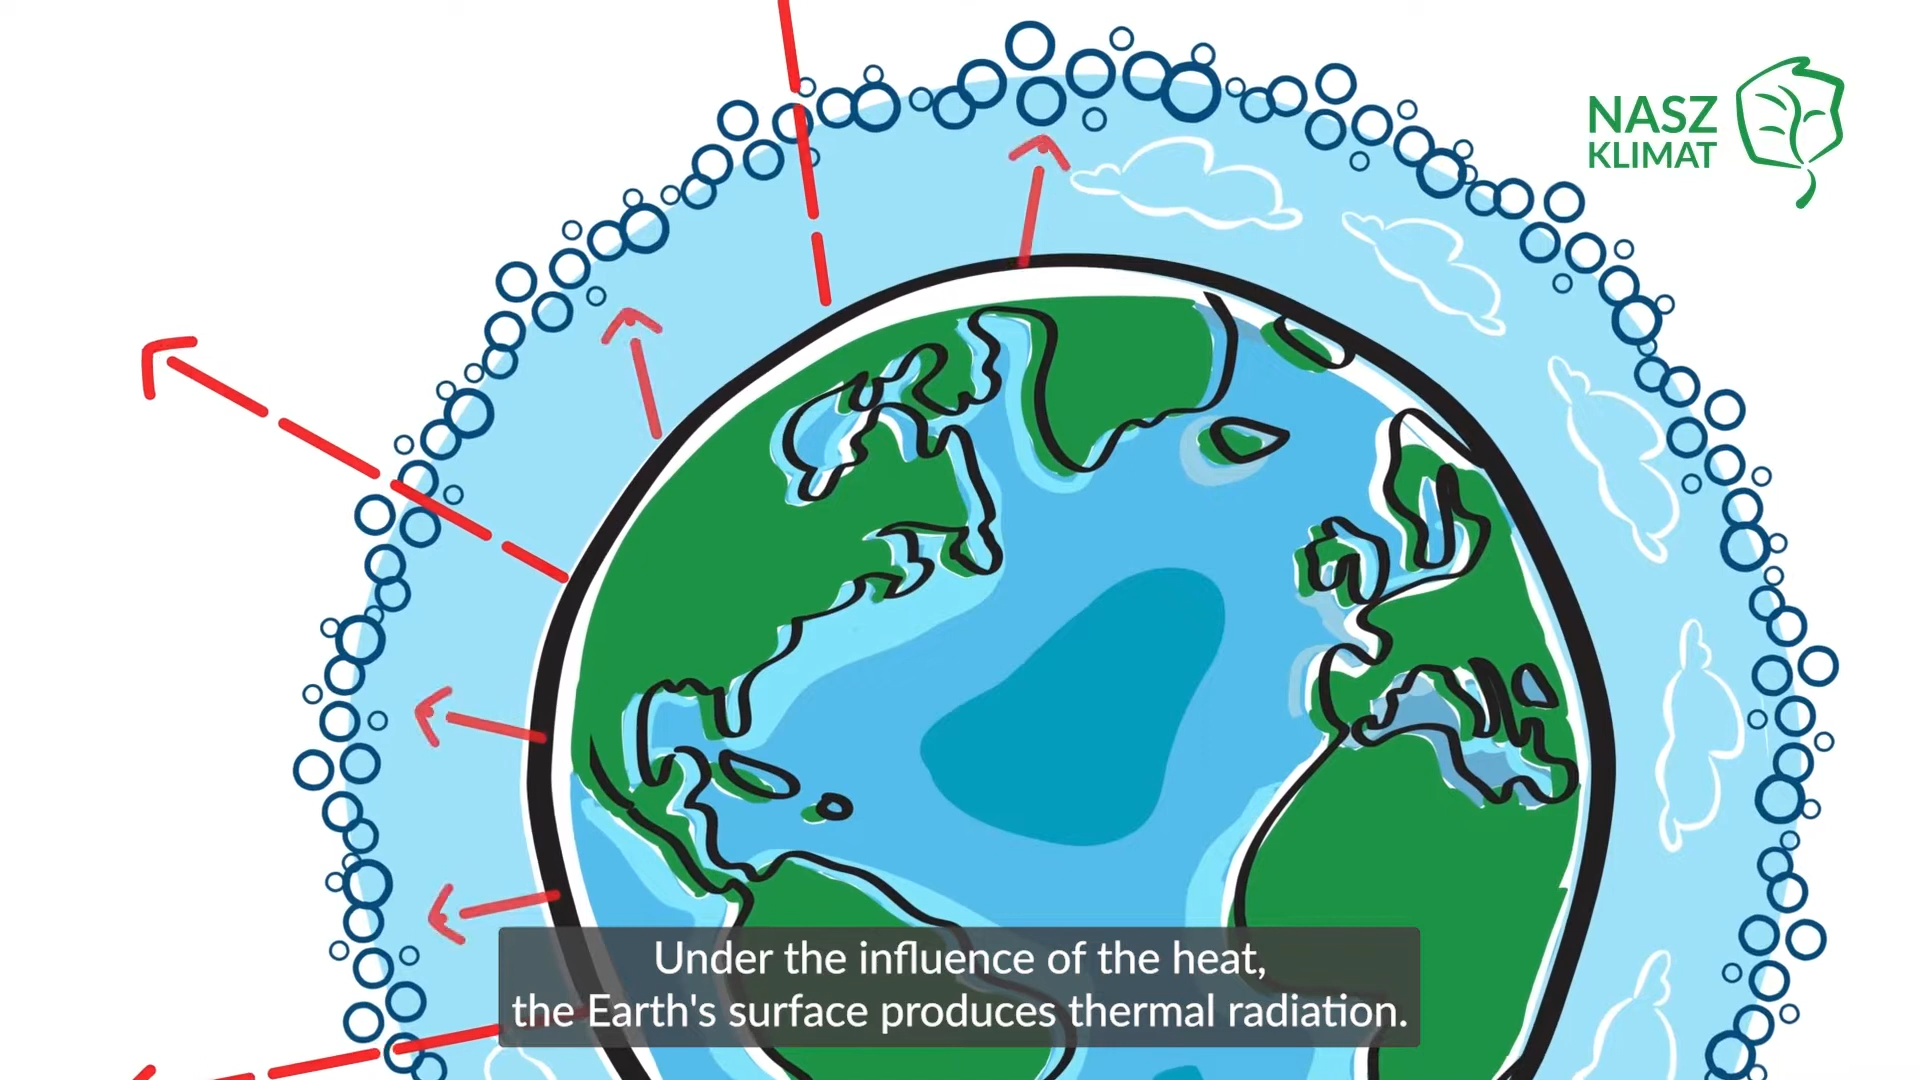 NASZ
KLIMAT
Under the influence of the heat,
the Earth's surface produces thermal radiation.